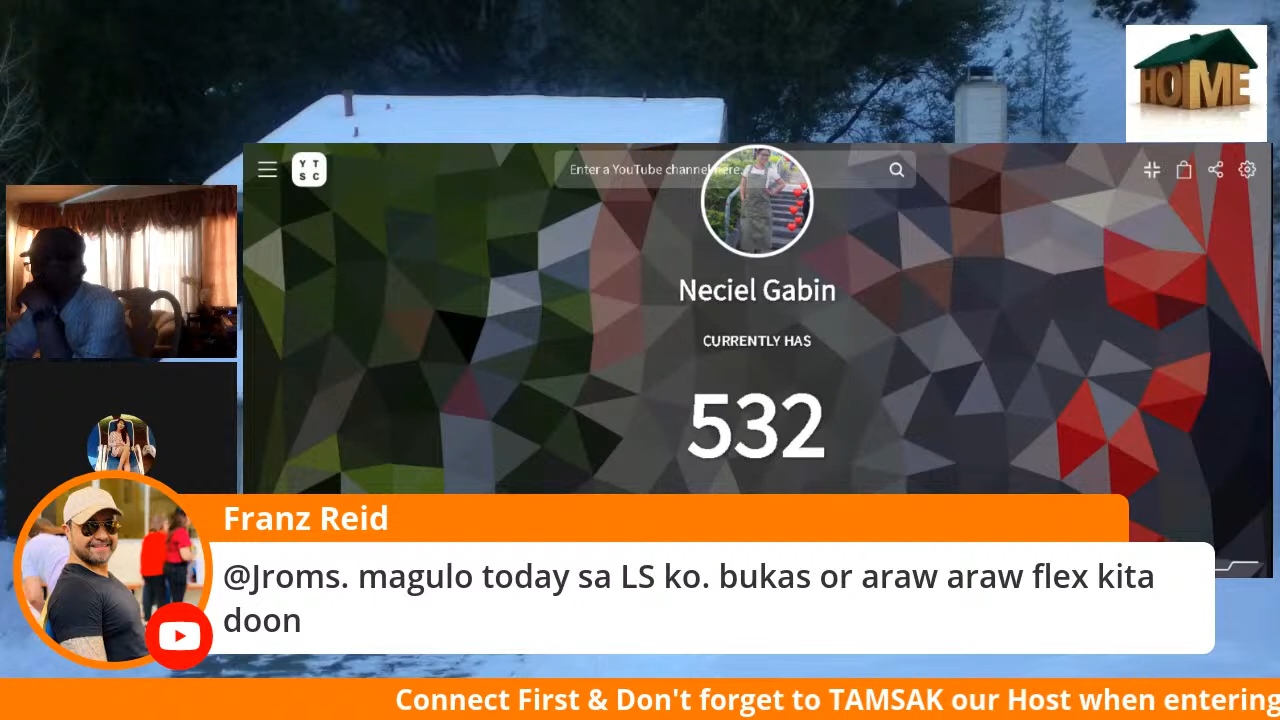 HOME
Y T
S C
Enter a YouTube channel here.
Neciel Gabin
CURRENTLY HAS
532
Franz Reid
@Jroms. magulo today sa LS ko. bukas or araw araw flex kita
doon
Connect First & Don't forget to TAMSAK our Host when entering